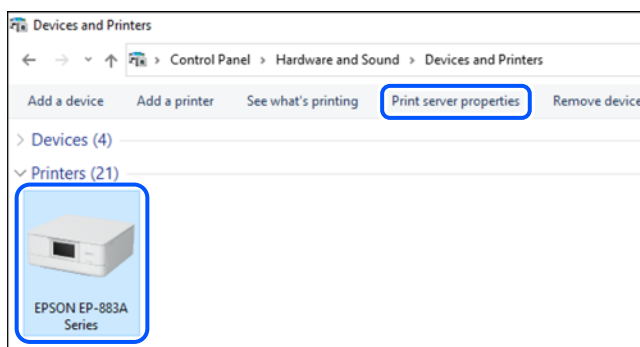 Devices and Printers
Control Panel > Hardware and Sound > Devices and Printers
Add a device Add a printer See what's printing Print server properties Remove device
Devices (4)
Printers (21)
EPSON EP-883A
Series